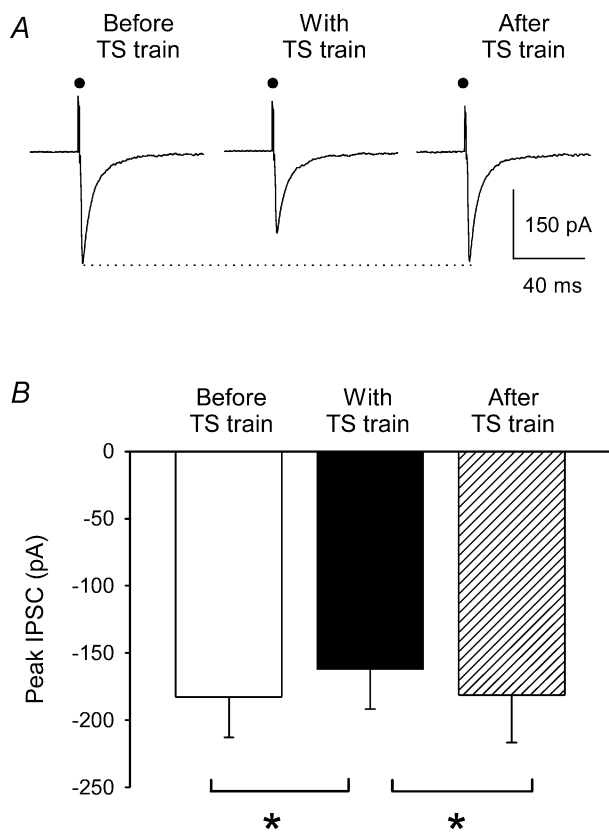 A
Before
TS train
With
TS train
After
TS train
150 pA
40 ms
B
Before
TS train
With
TS train
After
TS train
Peak IPSC (pA)
0
-50
-100
-150
-200
-250
*
*